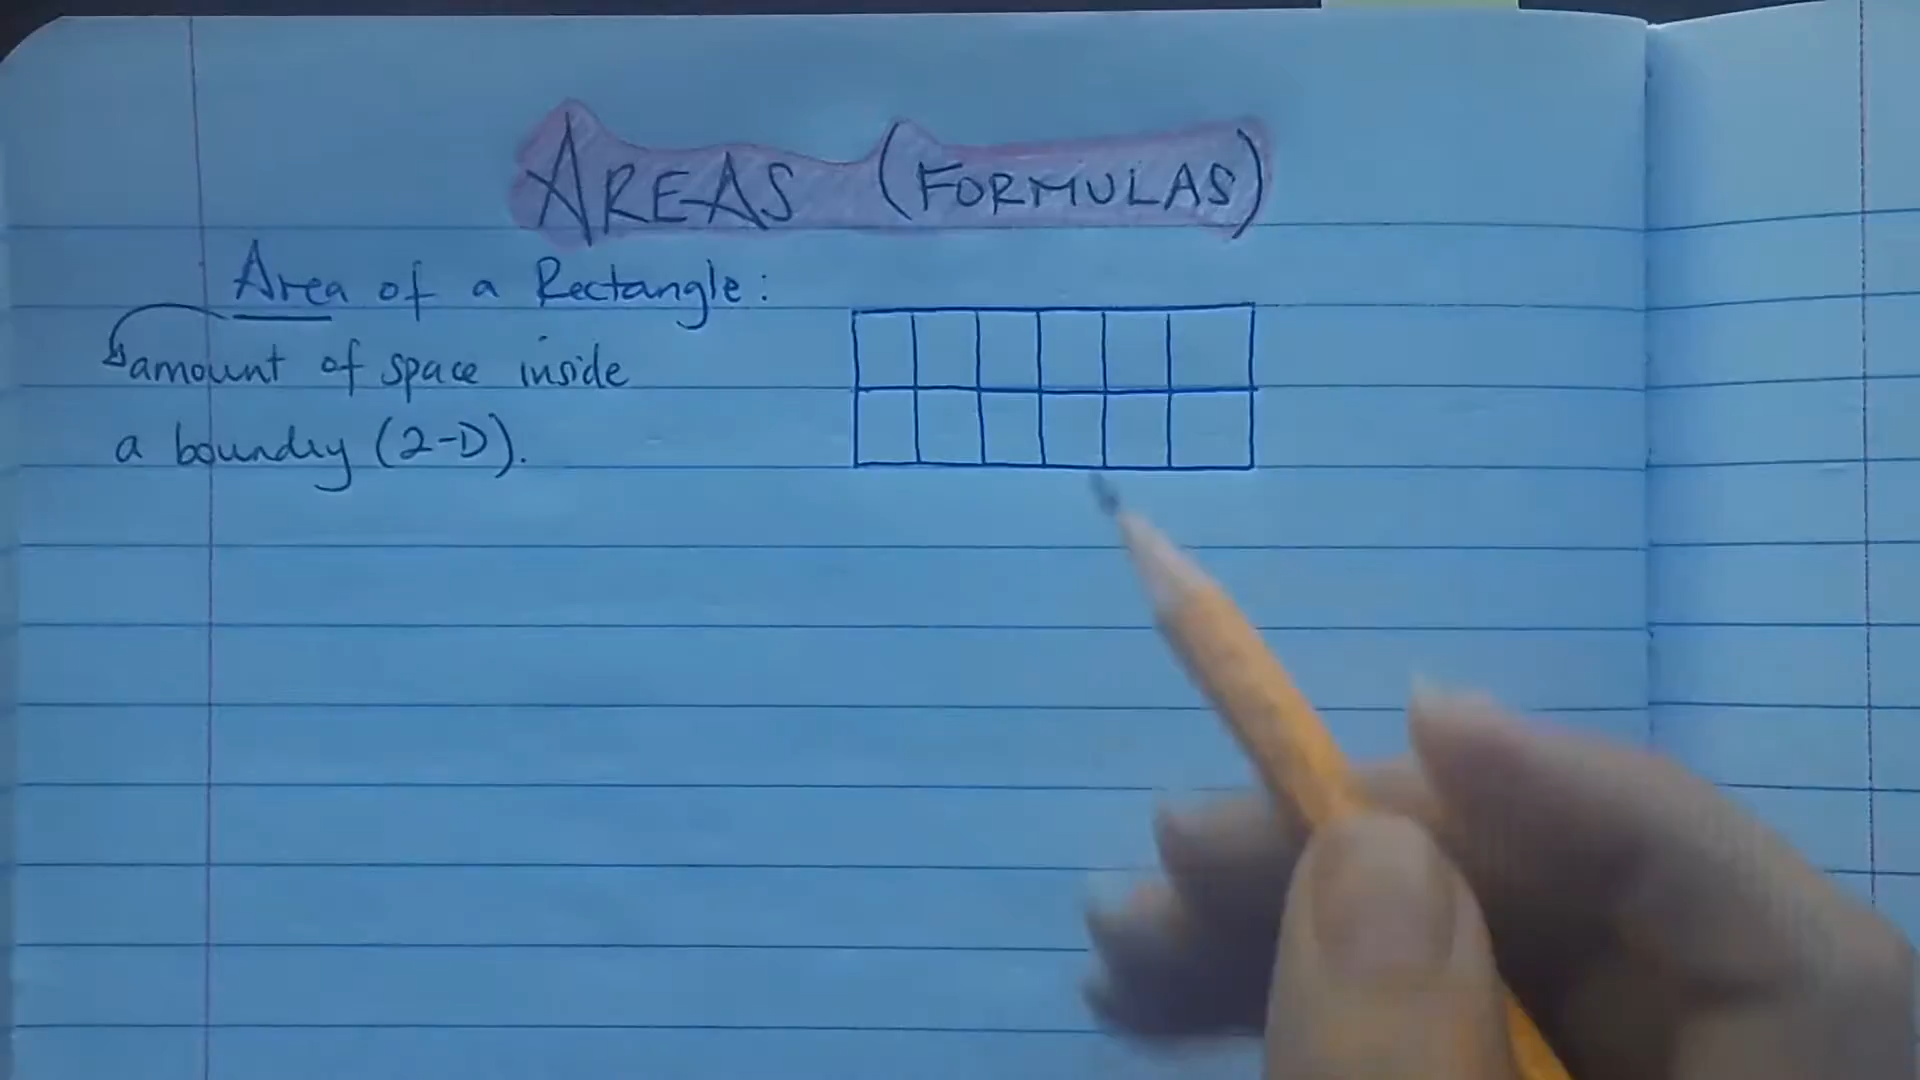 AREAS (FORMULAS)
Area of a Rectangle:
amount of space inside
a boundry (2-D).